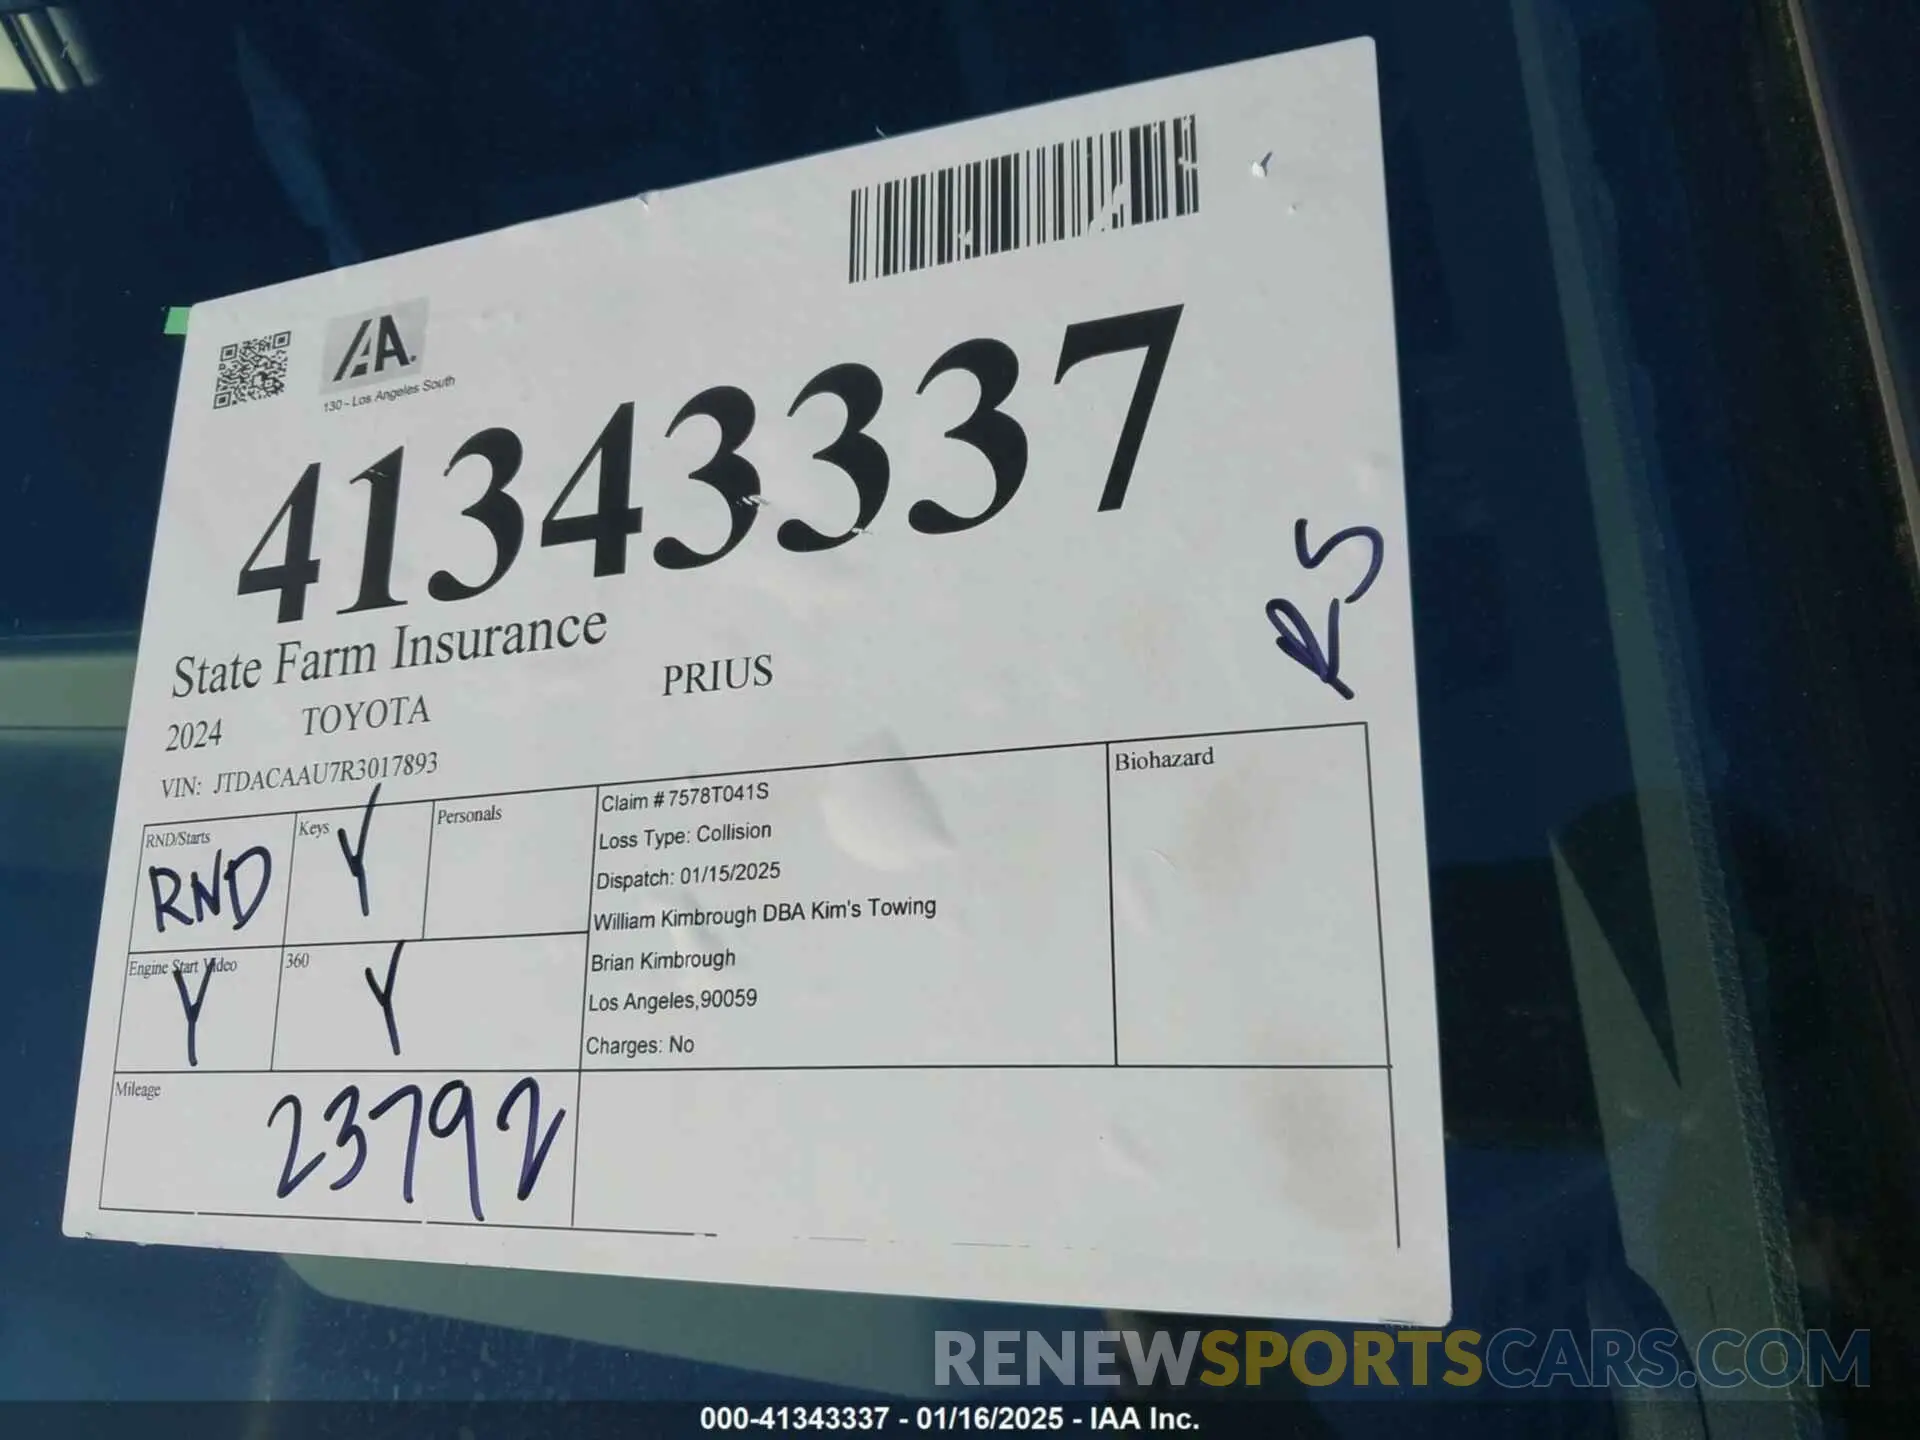 IAA.
130 - Los Angeles South
41343337
State Farm Insurance
2024 TOYOTA PRIUS
VIN: JTDACAAU7R3017893
RS
RND/Starts
RND
Keys
Y
Personals
Engine Start Video
Y
360
Y
Claim # 7578T041S
Loss Type: Collision
Dispatch: 01/15/2025
William Kimbrough DBA Kim's Towing
Brian Kimbrough
Los Angeles,90059
Charges: No
Biohazard
Mileage
23792
RENEWSPORTSCARS.COM
000-41343337 - 01/16/2025 - IAA Inc.